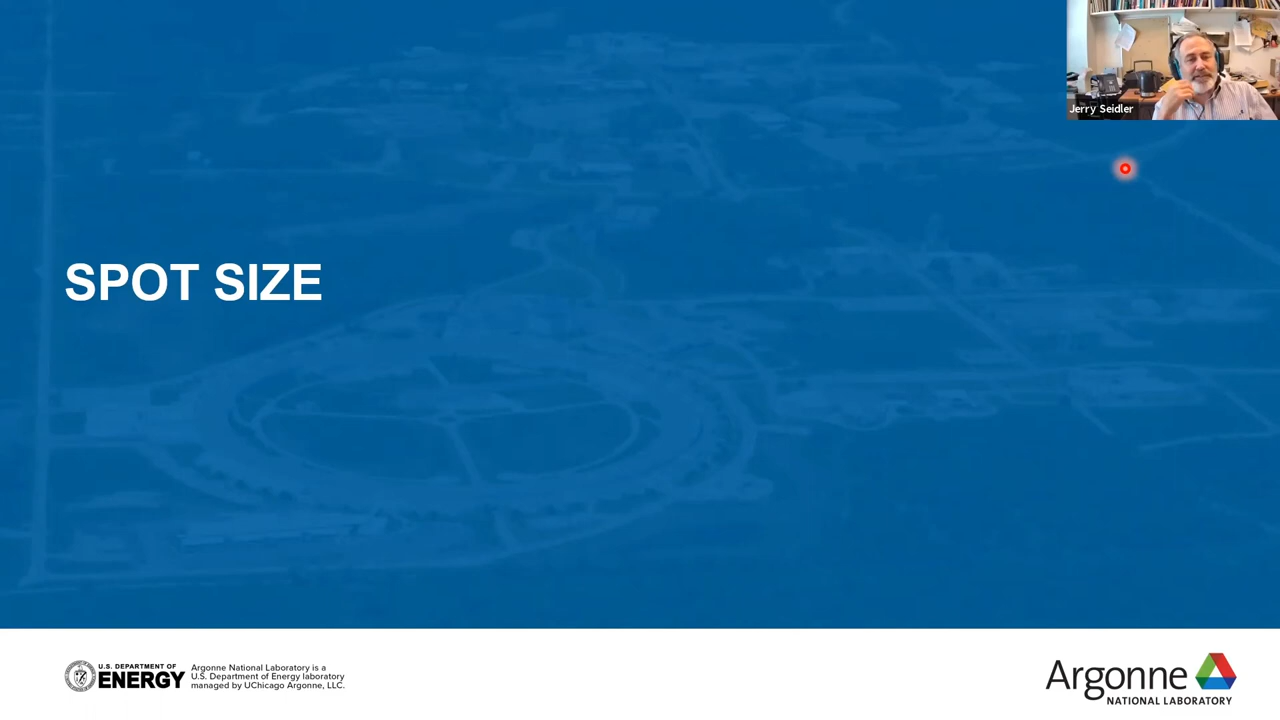 Jerry Seidler
SPOT SIZE
U.S. DEPARTMENT OF
ENERGY
Argonne National Laboratory is a
U.S. Department of Energy laboratory
managed by UChicago Argonne, LLC.
Argonne
NATIONAL LABORATORY